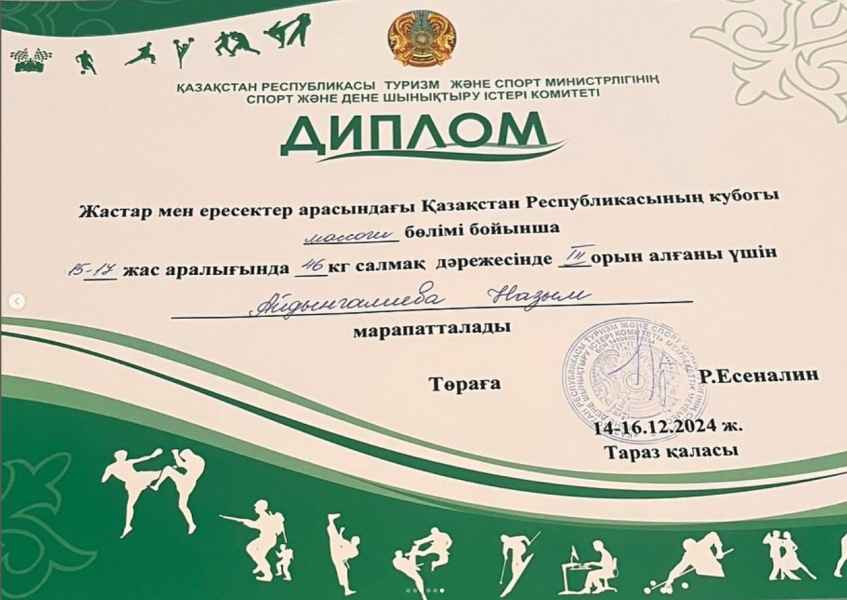 ҚАЗАҚСТАН РЕСПУБЛИКАСЫ ТУРИЗМ ЖӘНЕ СПОРТ МИНИСТРЛІГІНІҢ
СПОРТ ЖӘНЕ ДЕНЕ ШЫНЫҚТЫРУ ІСТЕРІ КОМИТЕТІ
ДИПЛОМ
Жастар мен ересектер арасындағы Қазақстан Республикасының кубогы
бөлімі бойынша
15-17 жас аралығында 46 кг салмақ дәрежесінде III орын алғаны үшін
Айдынгалиева Назым
марапатталады
Төраға Р.Есеналин
14-16.12.2024 ж.
Тараз қаласы